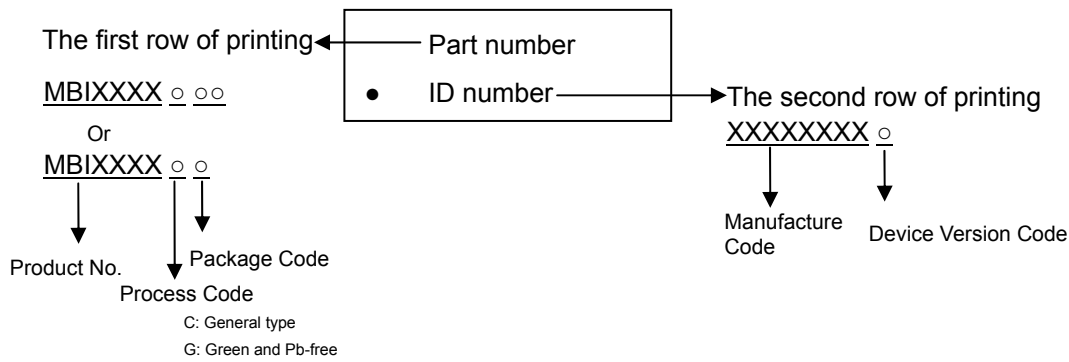 The first row of printing
Part number
● ID number
The second row of printing
MBIXXXX ○ ○○
Or
MBIXXXX ○ ○
Product No.
Process Code
Package Code
C: General type
G: Green and Pb-free
XXXXXXXX ○
Manufacture
Code
Device Version Code